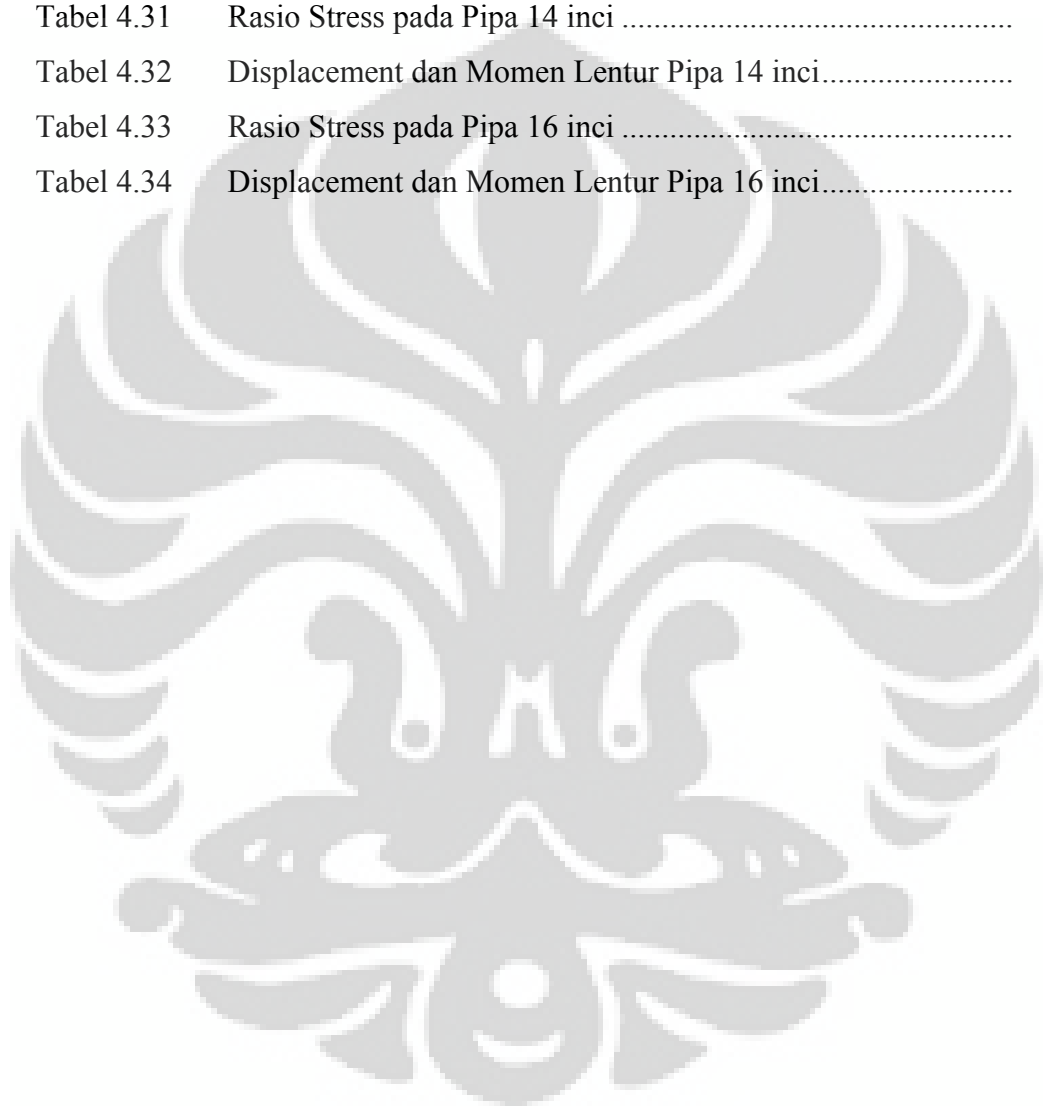 Tabel 4.31 Rasio Stress pada Pipa 14 inci .................................................
Tabel 4.32 Displacement dan Momen Lentur Pipa 14 inci........................
Tabel 4.33 Rasio Stress pada Pipa 16 inci .................................................
Tabel 4.34 Displacement dan Momen Lentur Pipa 16 inci........................